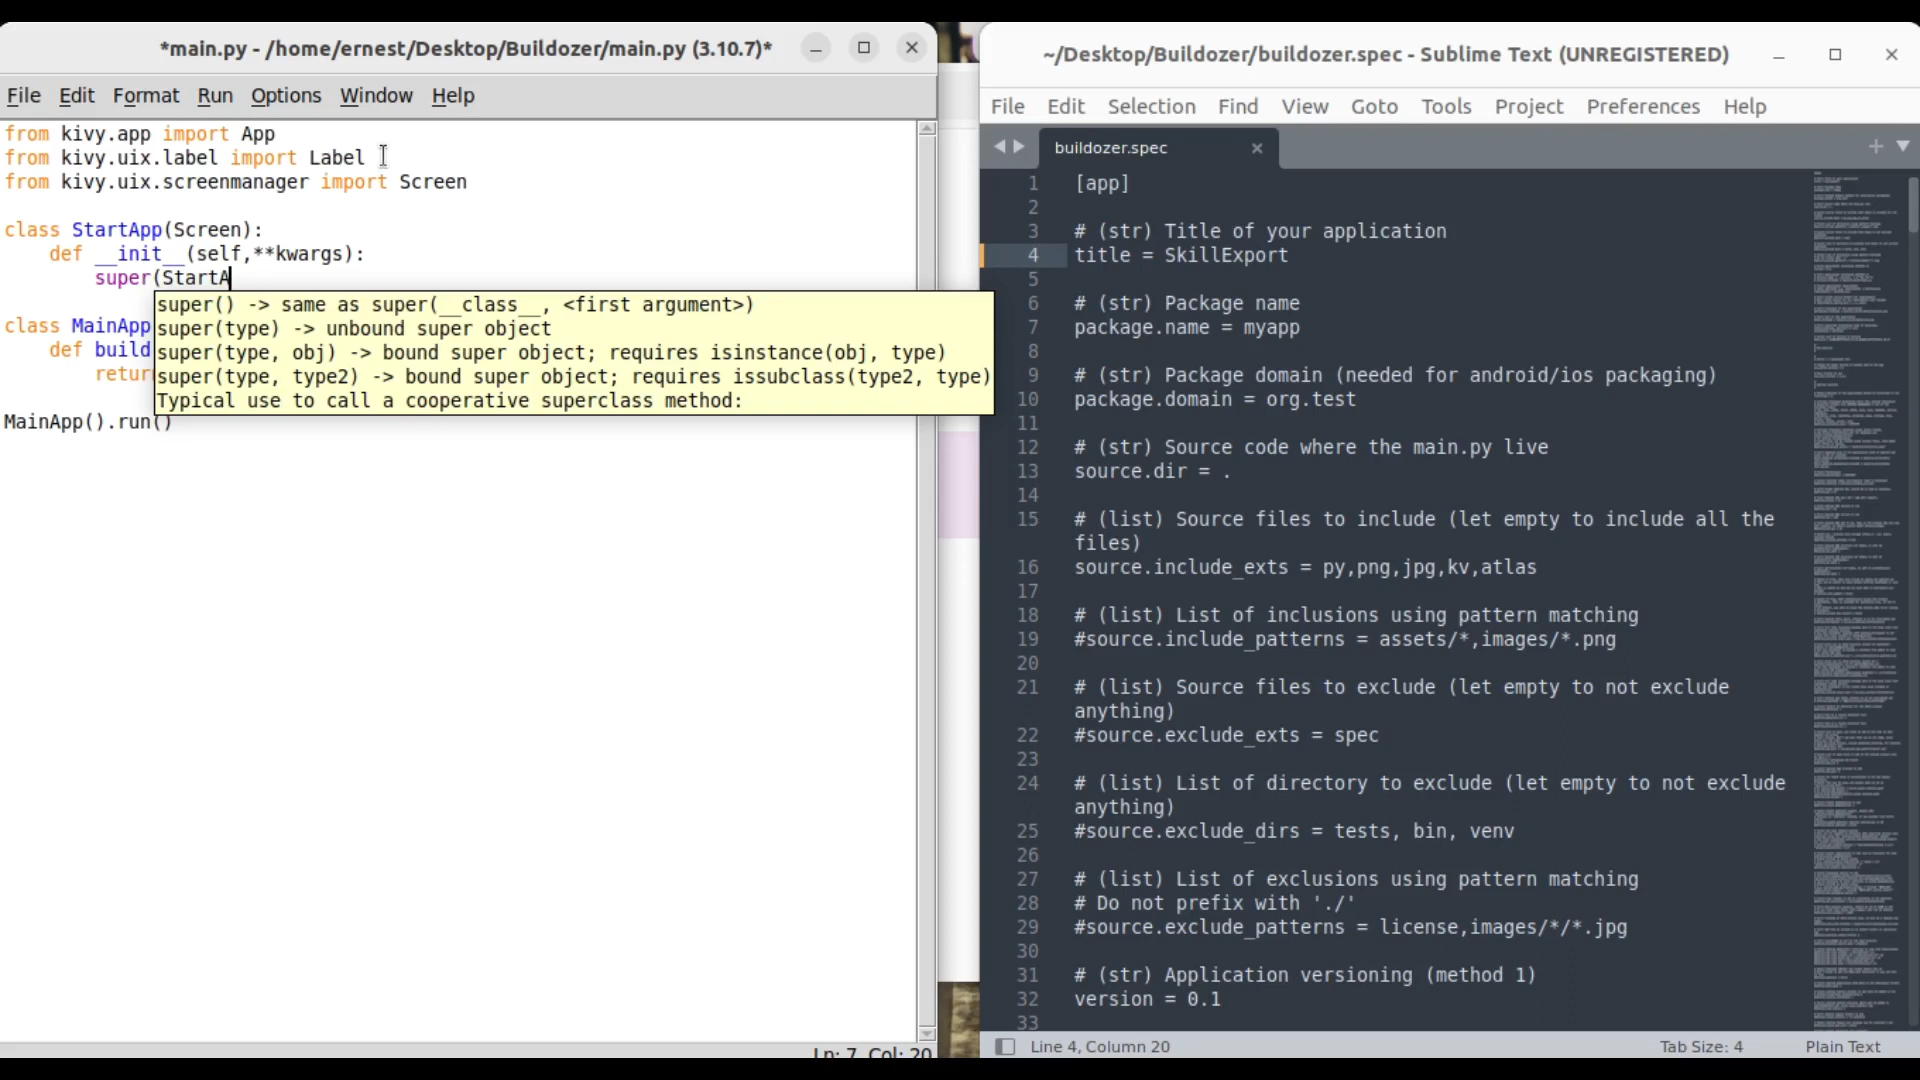 *main.py - /home/ernest/Desktop/Buildozer/main.py (3.10.7)*
File Edit Format Run Options Window Help
from kivy.app import App
from kivy.uix.label import Label
from kivy.uix.screenmanager import Screen
class StartApp(Screen):
def __init__(self,**kwargs):
super(StartA
super() -> same as super(__class__, <first argument>)
super(type) -> unbound super object
super(type, obj) -> bound super object; requires isinstance(obj, type)
super(type, type2) -> bound super object; requires issubclass(type2, type)
Typical use to call a cooperative superclass method:
class MainApp
def build
retur
MainApp().run()
Ln: 7 Col: 20
~/Desktop/Buildozer/buildozer.spec - Sublime Text (UNREGISTERED)
File Edit Selection Find View Goto Tools Project Preferences Help
buildozer.spec
1 [app]
2
3 # (str) Title of your application
4 title = SkillExport
5
6 # (str) Package name
7 package.name = myapp
8
9 # (str) Package domain (needed for android/ios packaging)
10 package.domain = org.test
11
12 # (str) Source code where the main.py live
13 source.dir = .
14
15 # (list) Source files to include (let empty to include all the
files)
16 source.include_exts = py,png,jpg,kv,atlas
17
18 # (list) List of inclusions using pattern matching
19 #source.include_patterns = assets/*,images/*.png
20
21 # (list) Source files to exclude (let empty to not exclude
anything)
22 #source.exclude_exts = spec
23
24 # (list) List of directory to exclude (let empty to not exclude
anything)
25 #source.exclude_dirs = tests, bin, venv
26
27 # (list) List of exclusions using pattern matching
28 # Do not prefix with './'
29 #source.exclude_patterns = license,images/*/*.jpg
30
31 # (str) Application versioning (method 1)
32 version = 0.1
33
Line 4, Column 20
Tab Size: 4
Plain Text